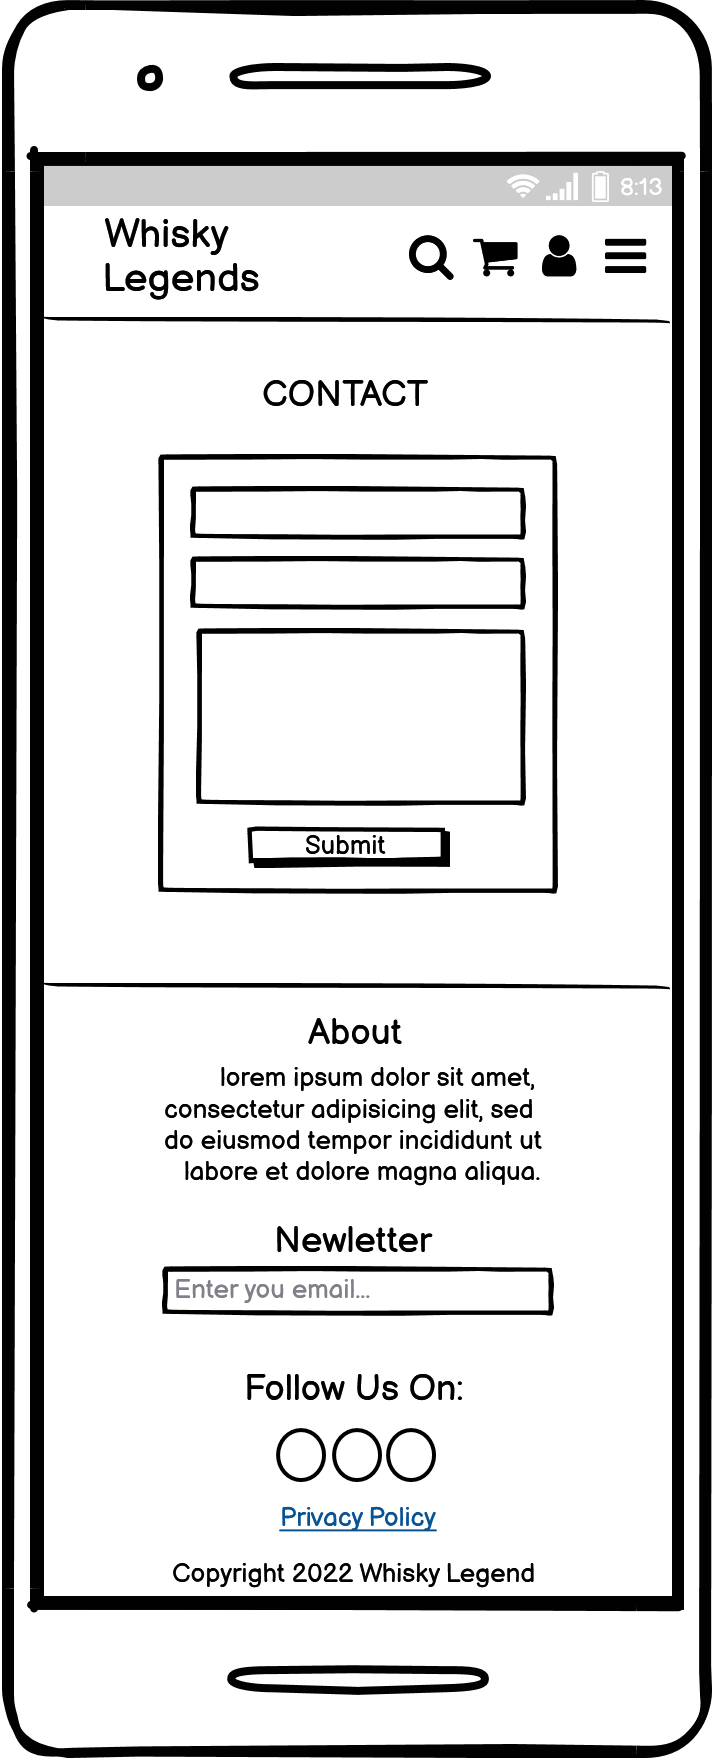 8:13
Whisky
Legends
CONTACT
Submit
About
lorem ipsum dolor sit amet,
consectetur adipisicing elit, sed
do eiusmod tempor incididunt ut
labore et dolore magna aliqua.
Newletter
Enter you email...
Follow Us On:
Privacy Policy
Copyright 2022 Whisky Legend